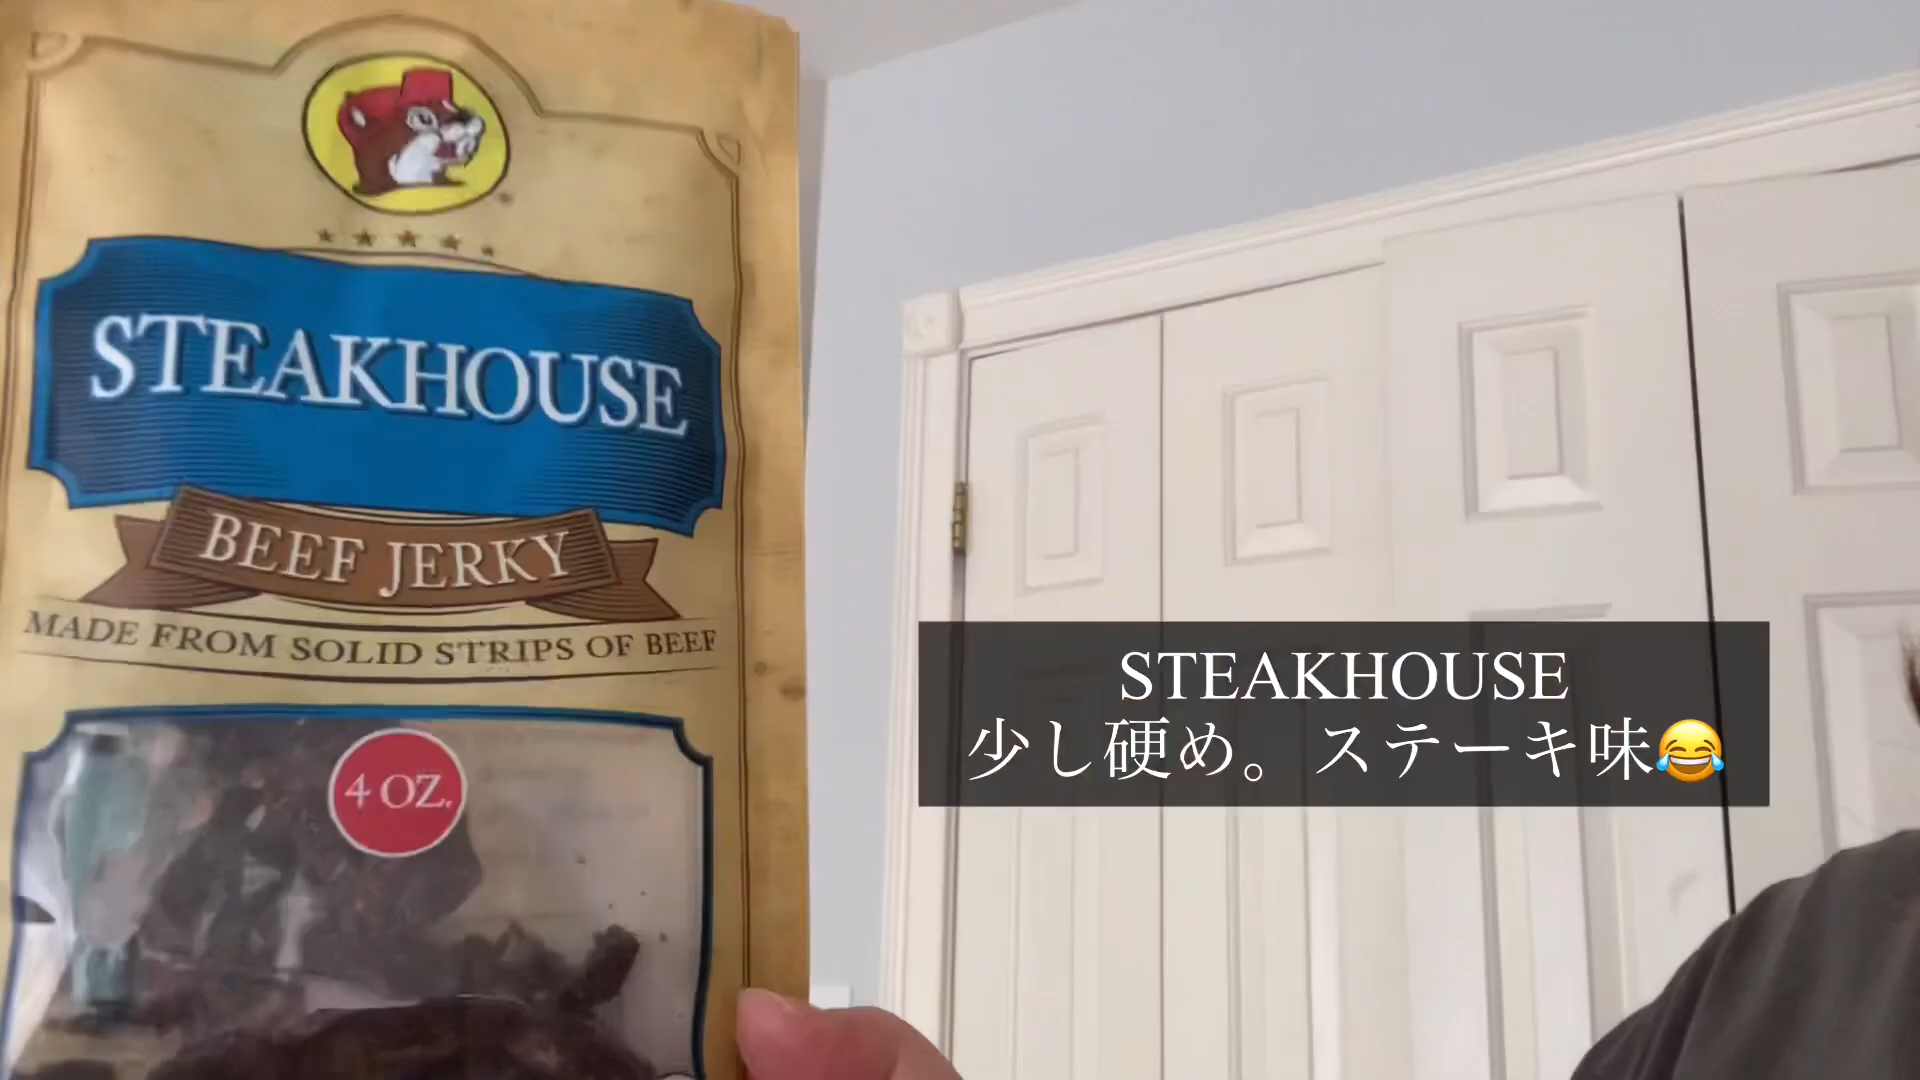 STEAKHOUSE
BEEF JERKY
MADE FROM SOLID STRIPS OF BEEF
4 OZ.
STEAKHOUSE
少し硬め。ステーキ味😂